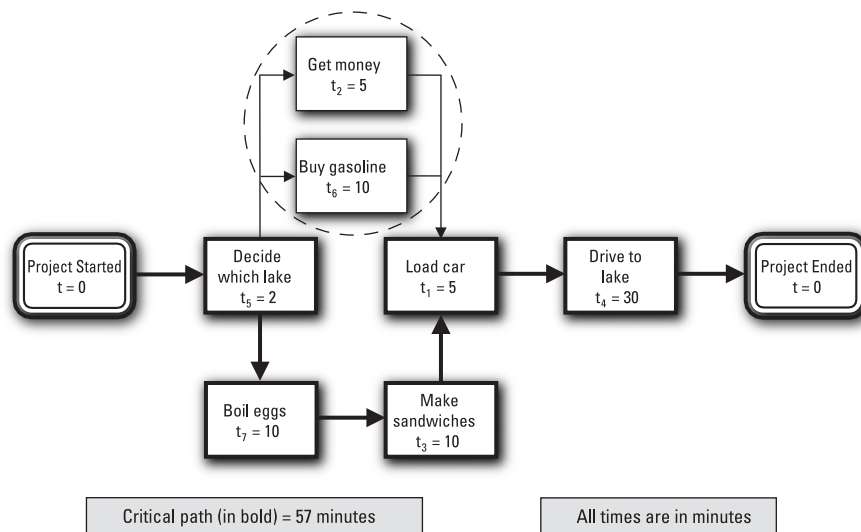 Get money
t₂ = 5
Buy gasoline
t₆ = 10
Project Started
t = 0
Decide
which lake
t₅ = 2
Load car
t₁ = 5
Drive to
lake
t₄ = 30
Project Ended
t = 0
Boil eggs
t₇ = 10
Make
sandwiches
t₃ = 10
Critical path (in bold) = 57 minutes
All times are in minutes